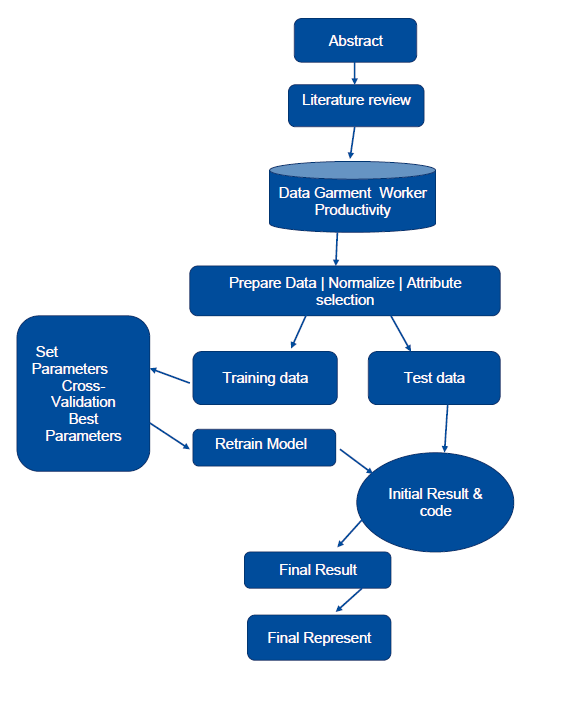 Abstract
Literature review
Data Garment Worker
Productivity
Prepare Data | Normalize | Attribute
selection
Training data
Test data
Set
Parameters
Cross-
Validation
Best
Parameters
Retrain Model
Initial Result &
code
Final Result
Final Represent